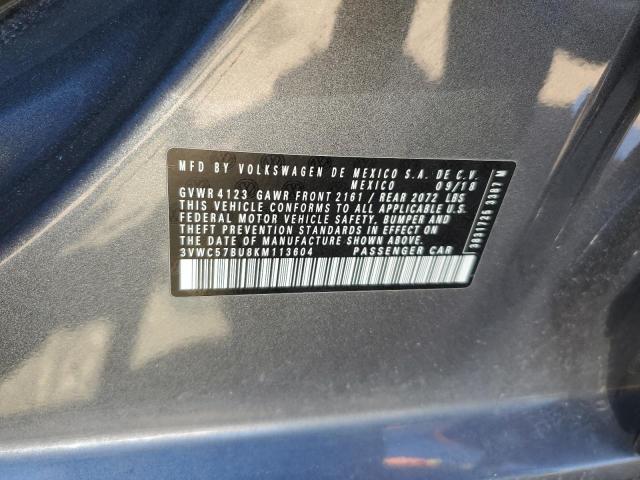 MFD BY VOLKSWAGEN DE MEXICO S.A. DE C.V.
MEXICO 09/18
GVWR 4123 GAWR FRONT 2161 / REAR 2072 LBS
THIS VEHICLE CONFORMS TO ALL APPLICABLE U.S.
FEDERAL MOTOR VEHICLE SAFETY, BUMPER AND
THEFT PREVENTION STANDARDS IN EFFECT ON
THE DATE OF MANUFACTURE SHOWN ABOVE.
3VWC57BU8KM113604 PASSENGER CAR